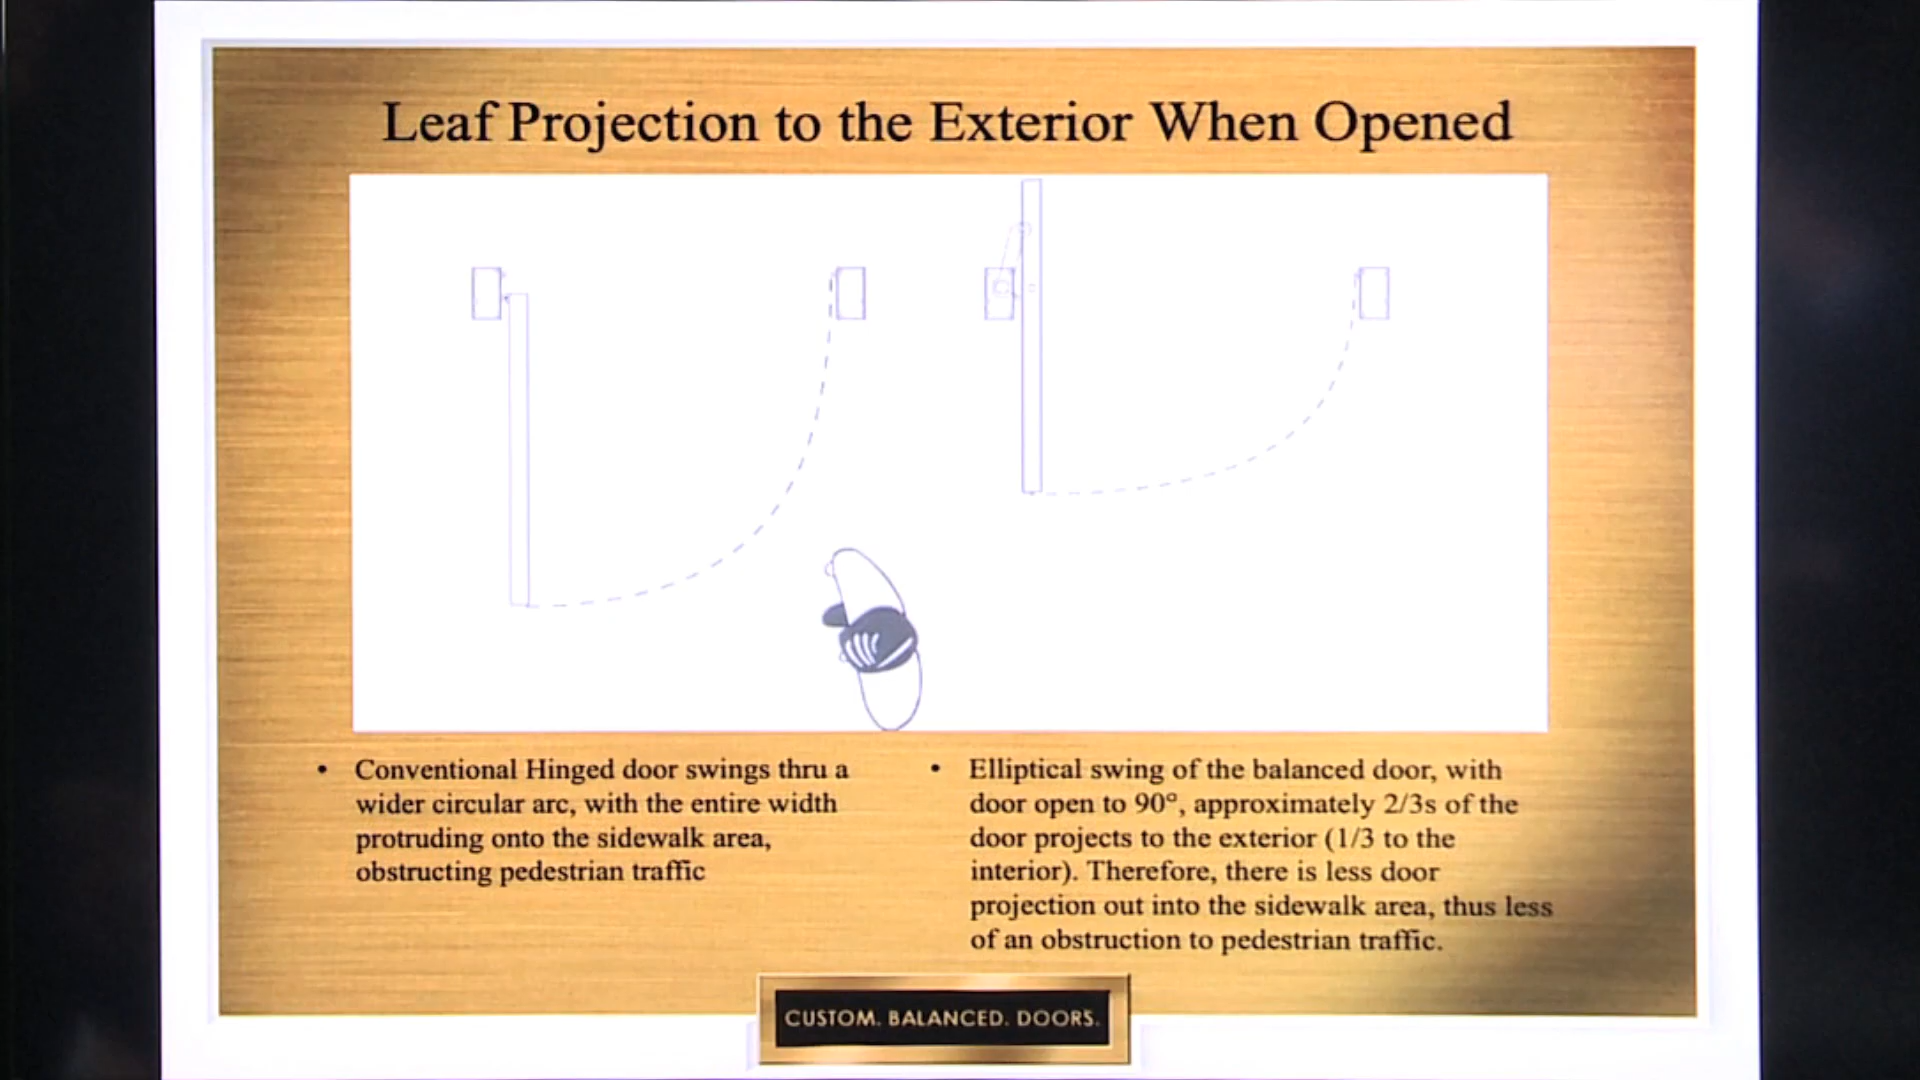 Leaf Projection to the Exterior When Opened
• Conventional Hinged door swings thru a
wider circular arc, with the entire width
protruding onto the sidewalk area,
obstructing pedestrian traffic
• Elliptical swing of the balanced door, with
door open to 90°, approximately 2/3s of the
door projects to the exterior (1/3 to the
interior). Therefore, there is less door
projection out into the sidewalk area, thus less
of an obstruction to pedestrian traffic.
CUSTOM. BALANCED. DOORS.